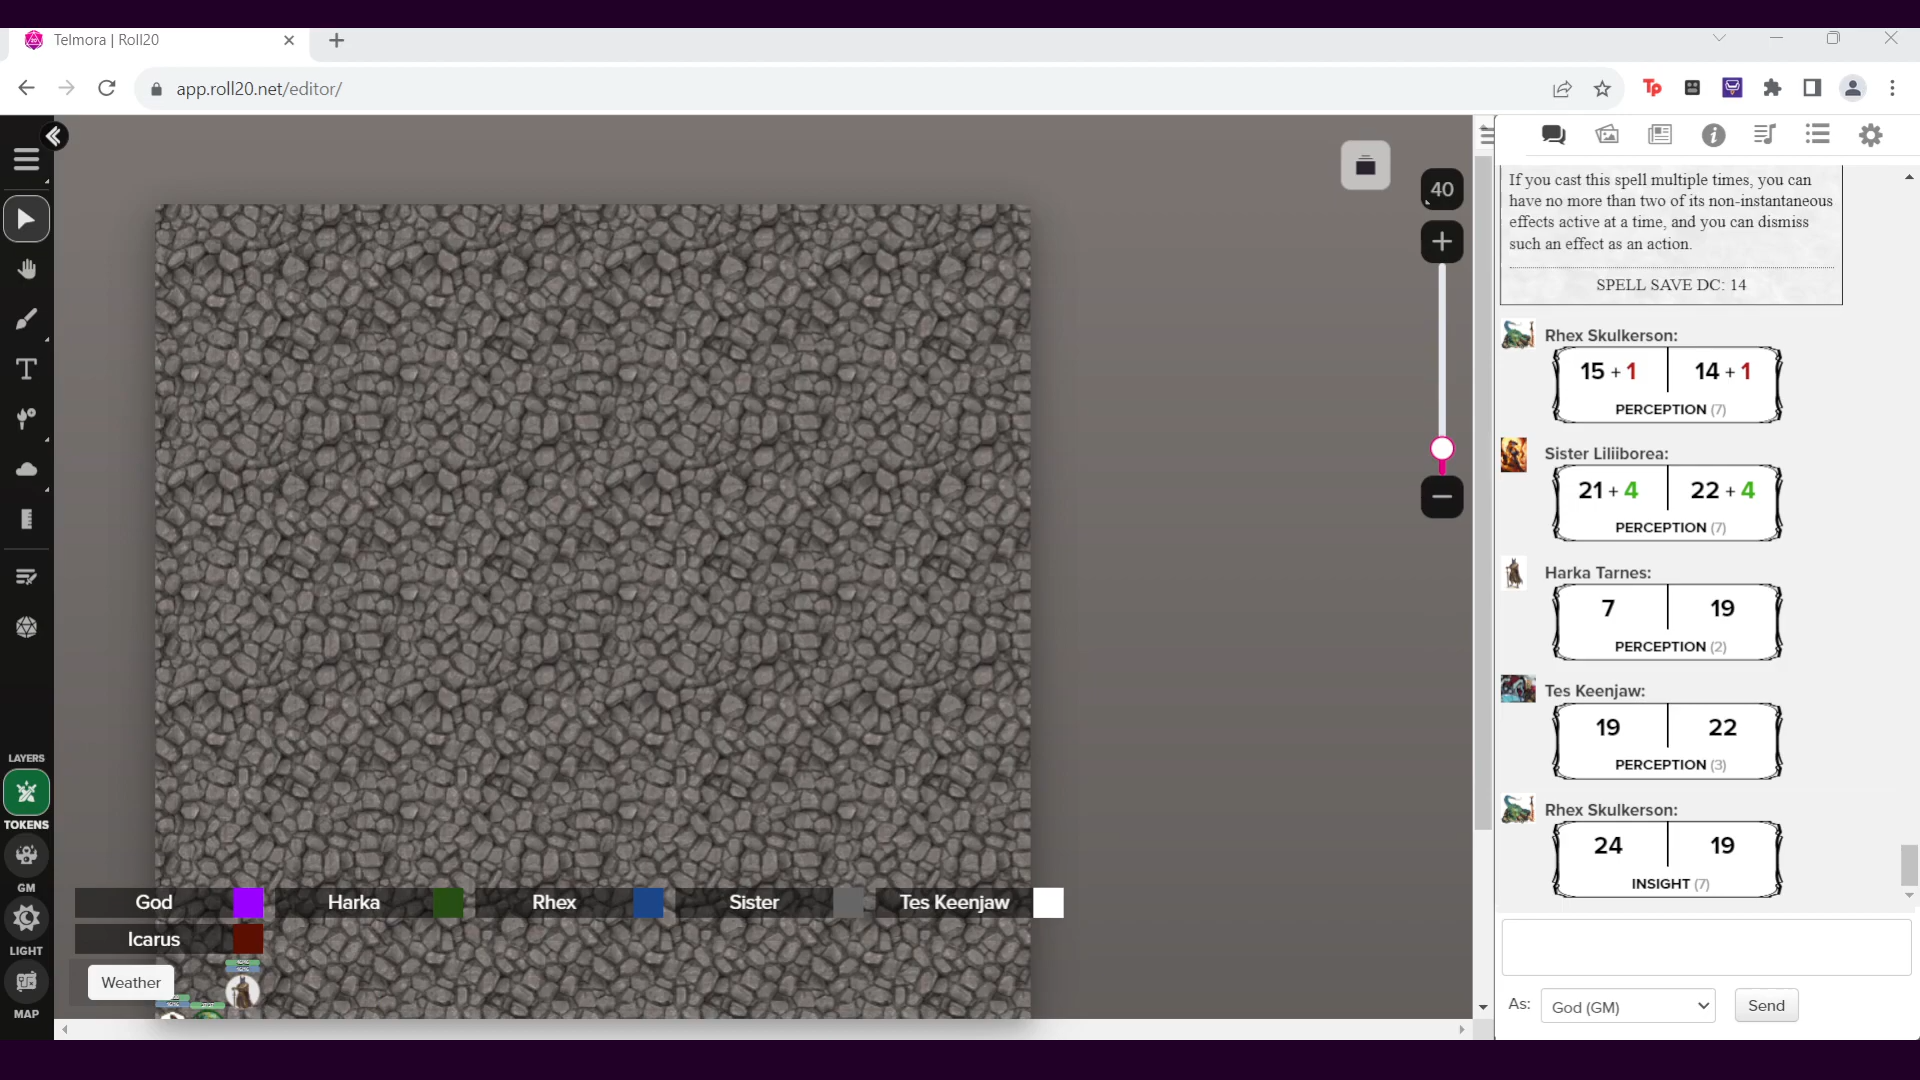 Telmora | Roll20
app.roll20.net/editor/
Tp
40
If you cast this spell multiple times, you can
have no more than two of its non-instantaneous
effects active at a time, and you can dismiss
such an effect as an action.
SPELL SAVE DC: 14
Rhex Skulkerson:
15 + 1 14 + 1
PERCEPTION (7)
Sister Liliiborea:
21 + 4 22 + 4
PERCEPTION (7)
Harka Tarnes:
7 19
PERCEPTION (2)
Tes Keenjaw:
19 22
PERCEPTION (3)
Rhex Skulkerson:
24 19
INSIGHT (7)
LAYERS
TOKENS
GM
LIGHT
MAP
God Harka Rhex Sister Tes Keenjaw
Icarus
Weather
As: God (GM) Send